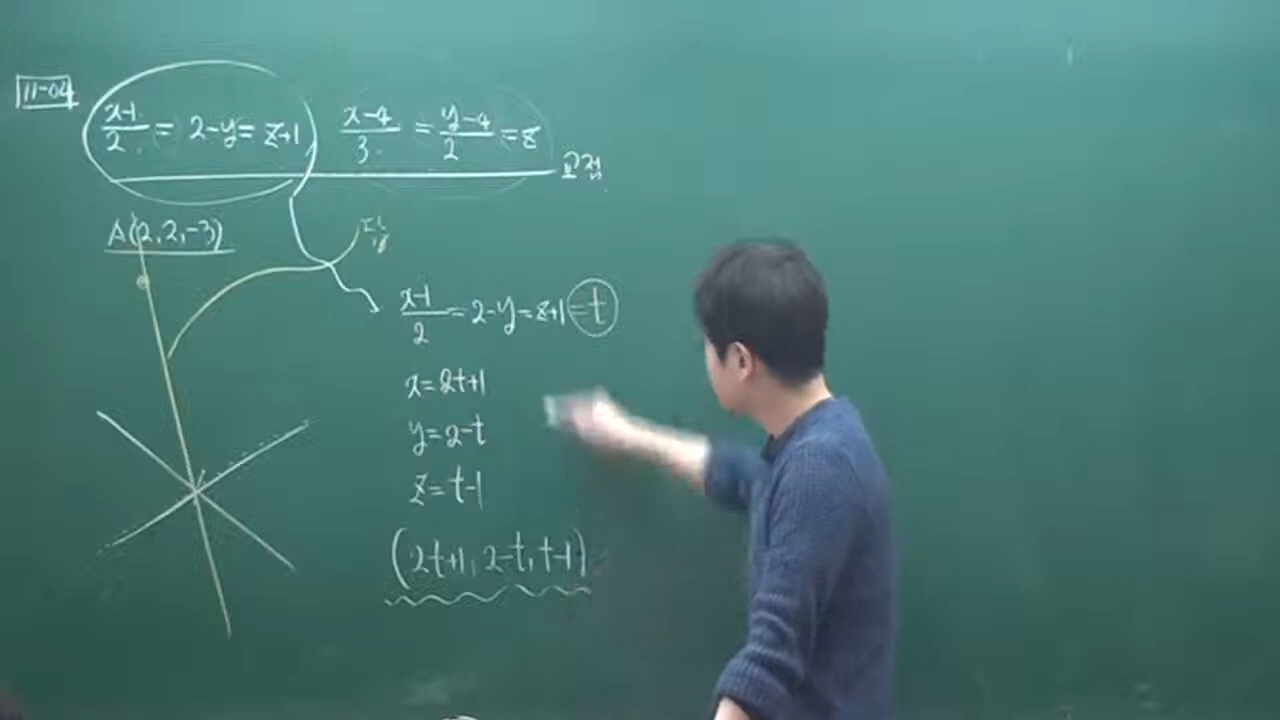 11-04
x-1/2 = 2-y = z+1 x-4/3 = y-4/2 = z 교점
A(2, 2, -3)
x-1/2 = 2-y = z+1 = t
x = 2t+1
y = 2-t
z = t-1
(2t+1, 2-t, t-1)